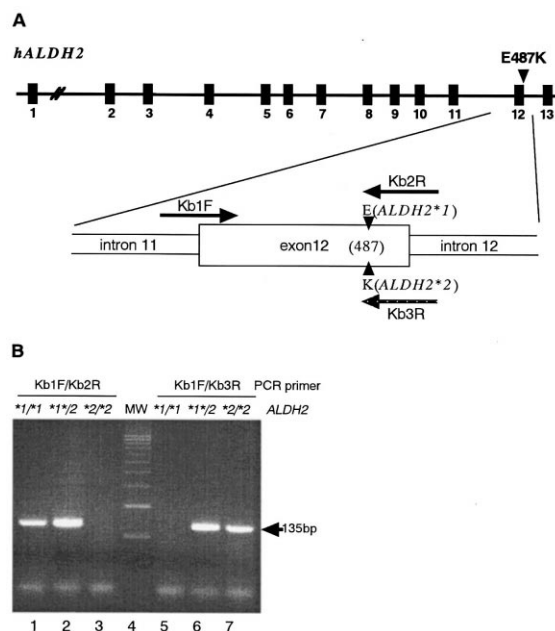 A
hALDH2
E487K
1 2 3 4 5 6 7 8 9 10 11 12 13
Kb1F
Kb2R
E(ALDH2*1)
intron 11
exon12
(487)
intron 12
K(ALDH2*2)
Kb3R
B
Kb1F/Kb2R
Kb1F/Kb3R
PCR primer
*1/*1 *1*/2 *2/*2 MW *1/*1 *1*/2 *2/*2 ALDH2
135bp
1 2 3 4 5 6 7